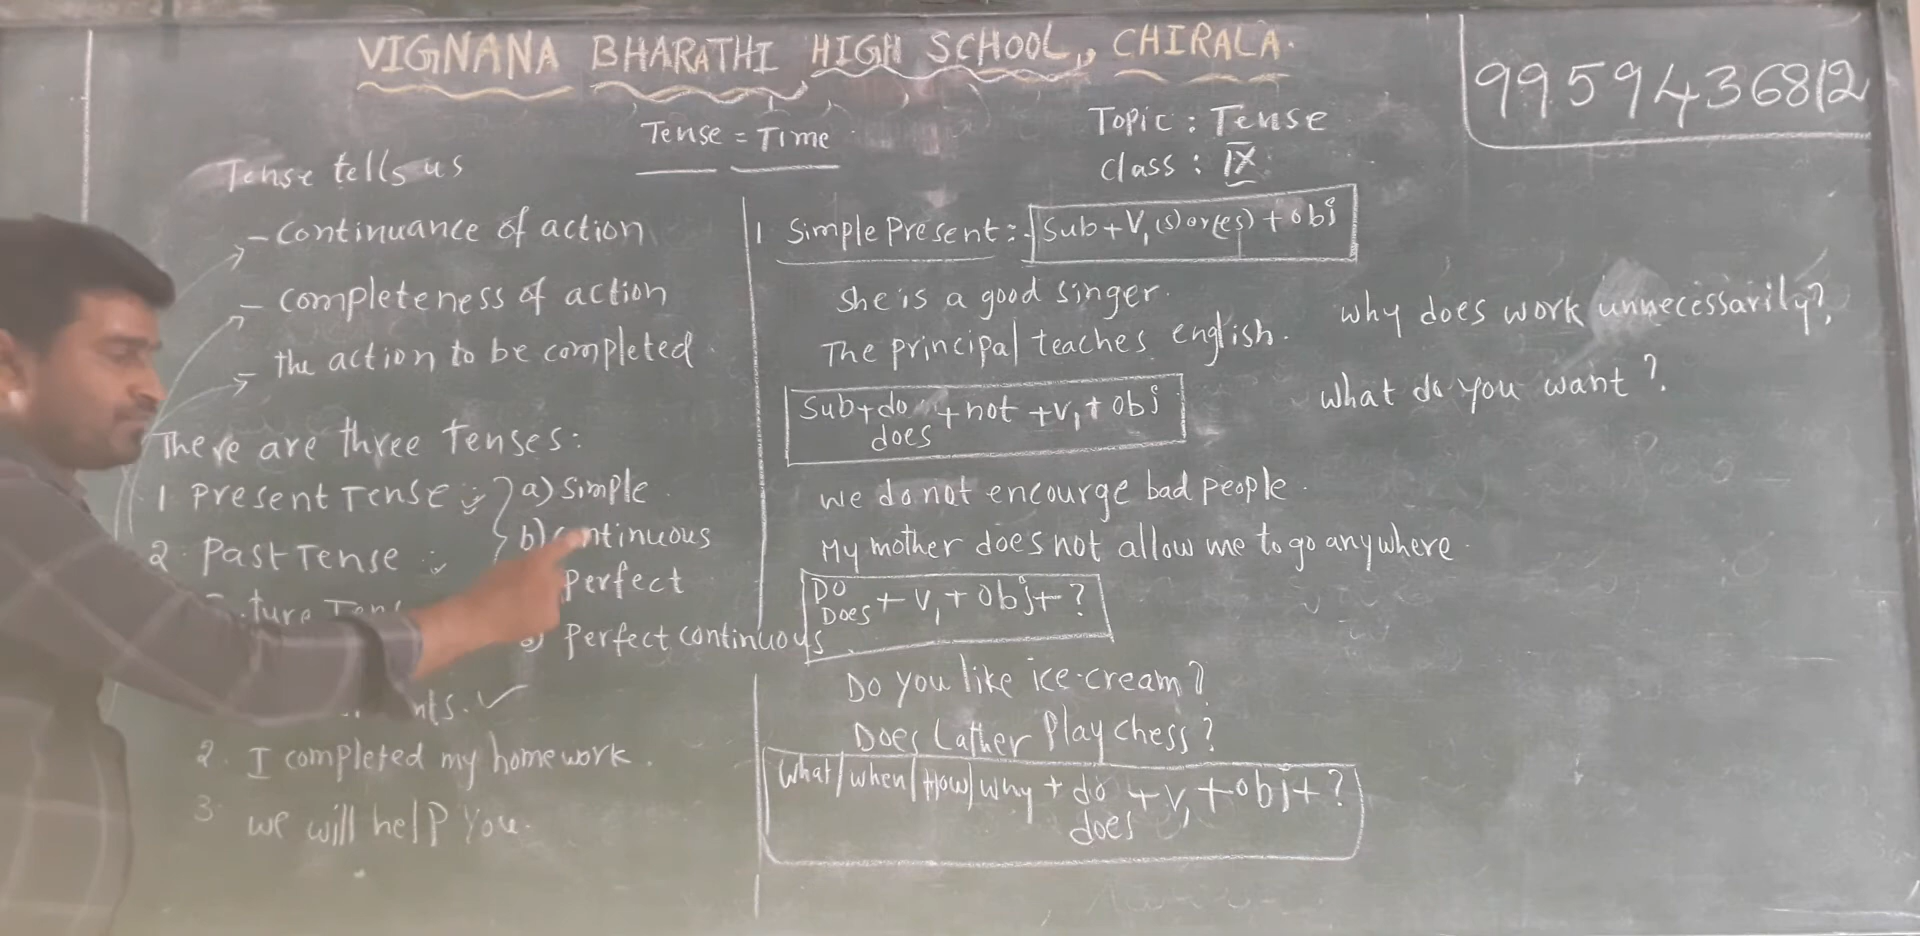 VIGNANA BHARATHI HIGH SCHOOL, CHIRALA.
9959436812
Tense = Time
Topic : Tense
Class : IX
Tense tells us
- continuance of action
- completeness of action
- the action to be completed
There are three Tenses:
1 Present Tense :-
2. Past Tense :-
a) simple
b) continuous
perfect
perfect continuous
2. I completed my homework.
3 we will help you.
1 Simple Present :- Sub + V1 (s) or (es) + obj
She is a good singer.
The principal teaches english.
Sub + do + not + V1 + obj
does
we do not encourge bad people.
My mother does not allow me to go anywhere.
Do
Does + V1 + obj + ?
Do you like ice-cream?
Does Lather Play chess?
What/when/How/why + do + V1 + obj + ?
does
why does work unnecessarily?
what do you want?